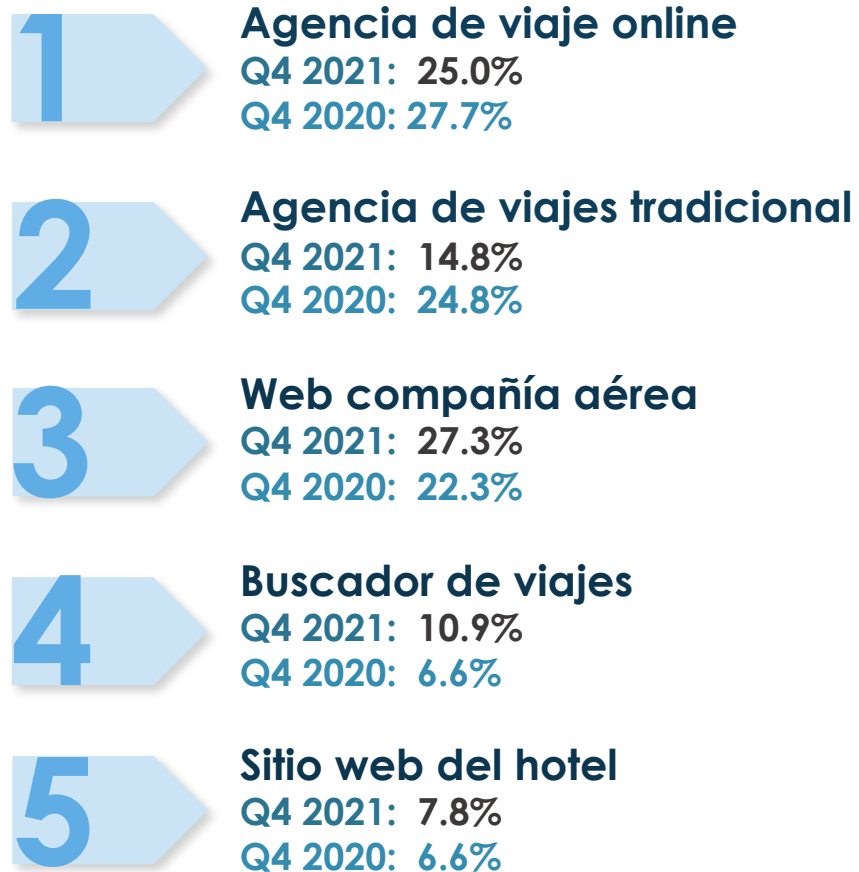 1
Agencia de viaje online
Q4 2021: 25.0%
Q4 2020: 27.7%
2
Agencia de viajes tradicional
Q4 2021: 14.8%
Q4 2020: 24.8%
3
Web compañía aérea
Q4 2021: 27.3%
Q4 2020: 22.3%
4
Buscador de viajes
Q4 2021: 10.9%
Q4 2020: 6.6%
5
Sitio web del hotel
Q4 2021: 7.8%
Q4 2020: 6.6%